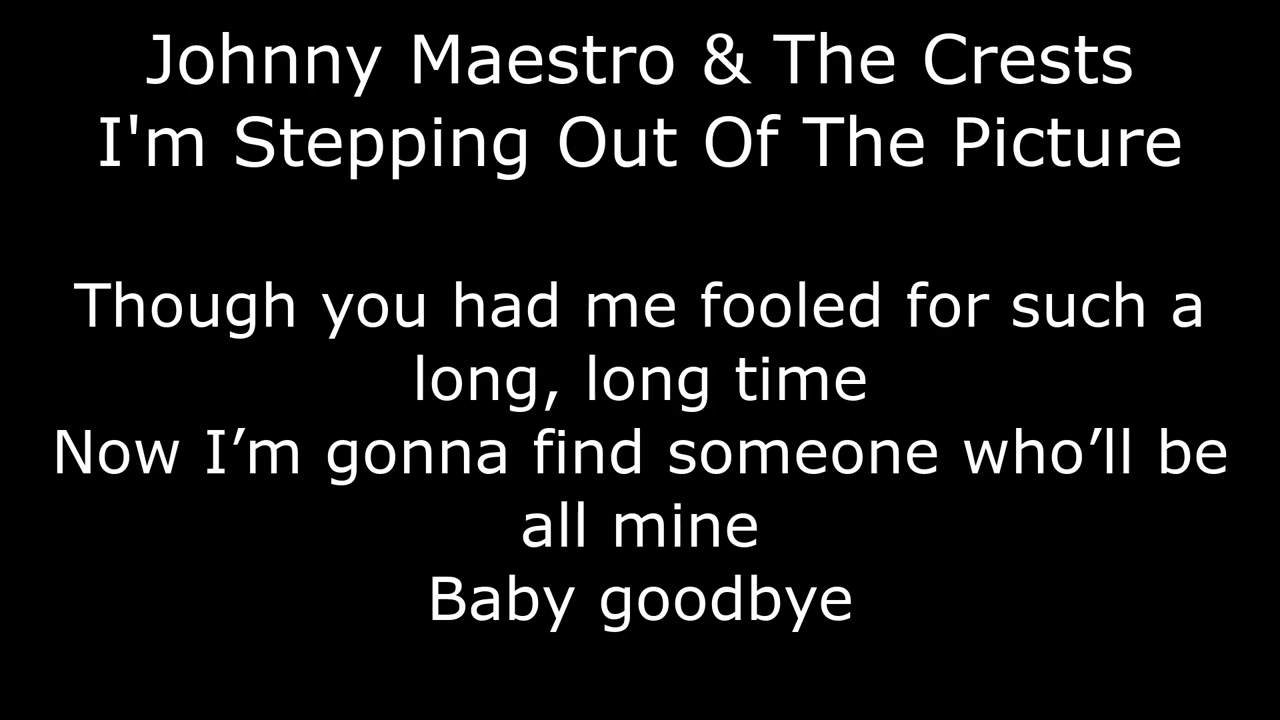 Johnny Maestro & The Crests
I'm Stepping Out Of The Picture
Though you had me fooled for such a
long, long time
Now I’m gonna find someone who’ll be
all mine
Baby goodbye